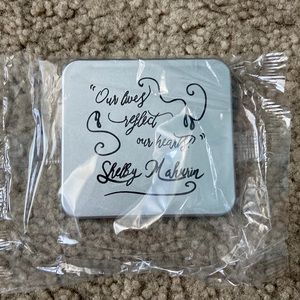 "Our lives
reflect
our hearts"
Shelby Mahurin